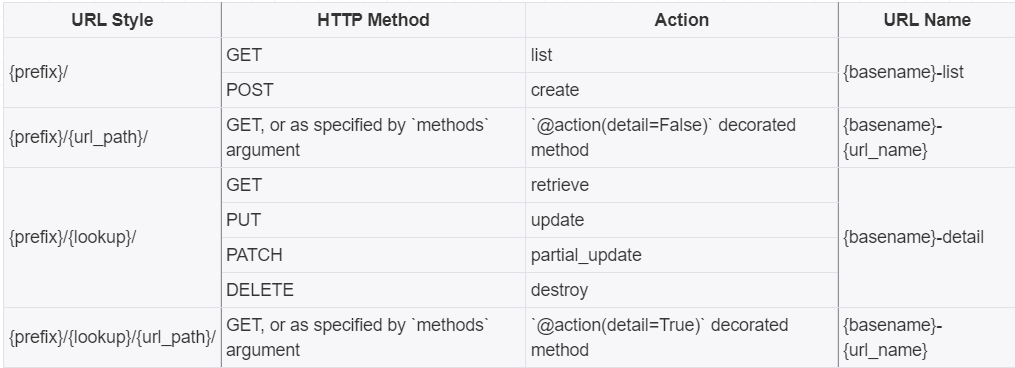 URL Style HTTP Method Action URL Name
{prefix}/ GET list {basename}-list
POST create
{prefix}/{url_path}/ GET, or as specified by `methods` argument `@action(detail=False)` decorated method {basename}-{url_name}
{prefix}/{lookup}/ GET retrieve {basename}-detail
PUT update
PATCH partial_update
DELETE destroy
{prefix}/{lookup}/{url_path}/ GET, or as specified by `methods` argument `@action(detail=True)` decorated method {basename}-{url_name}